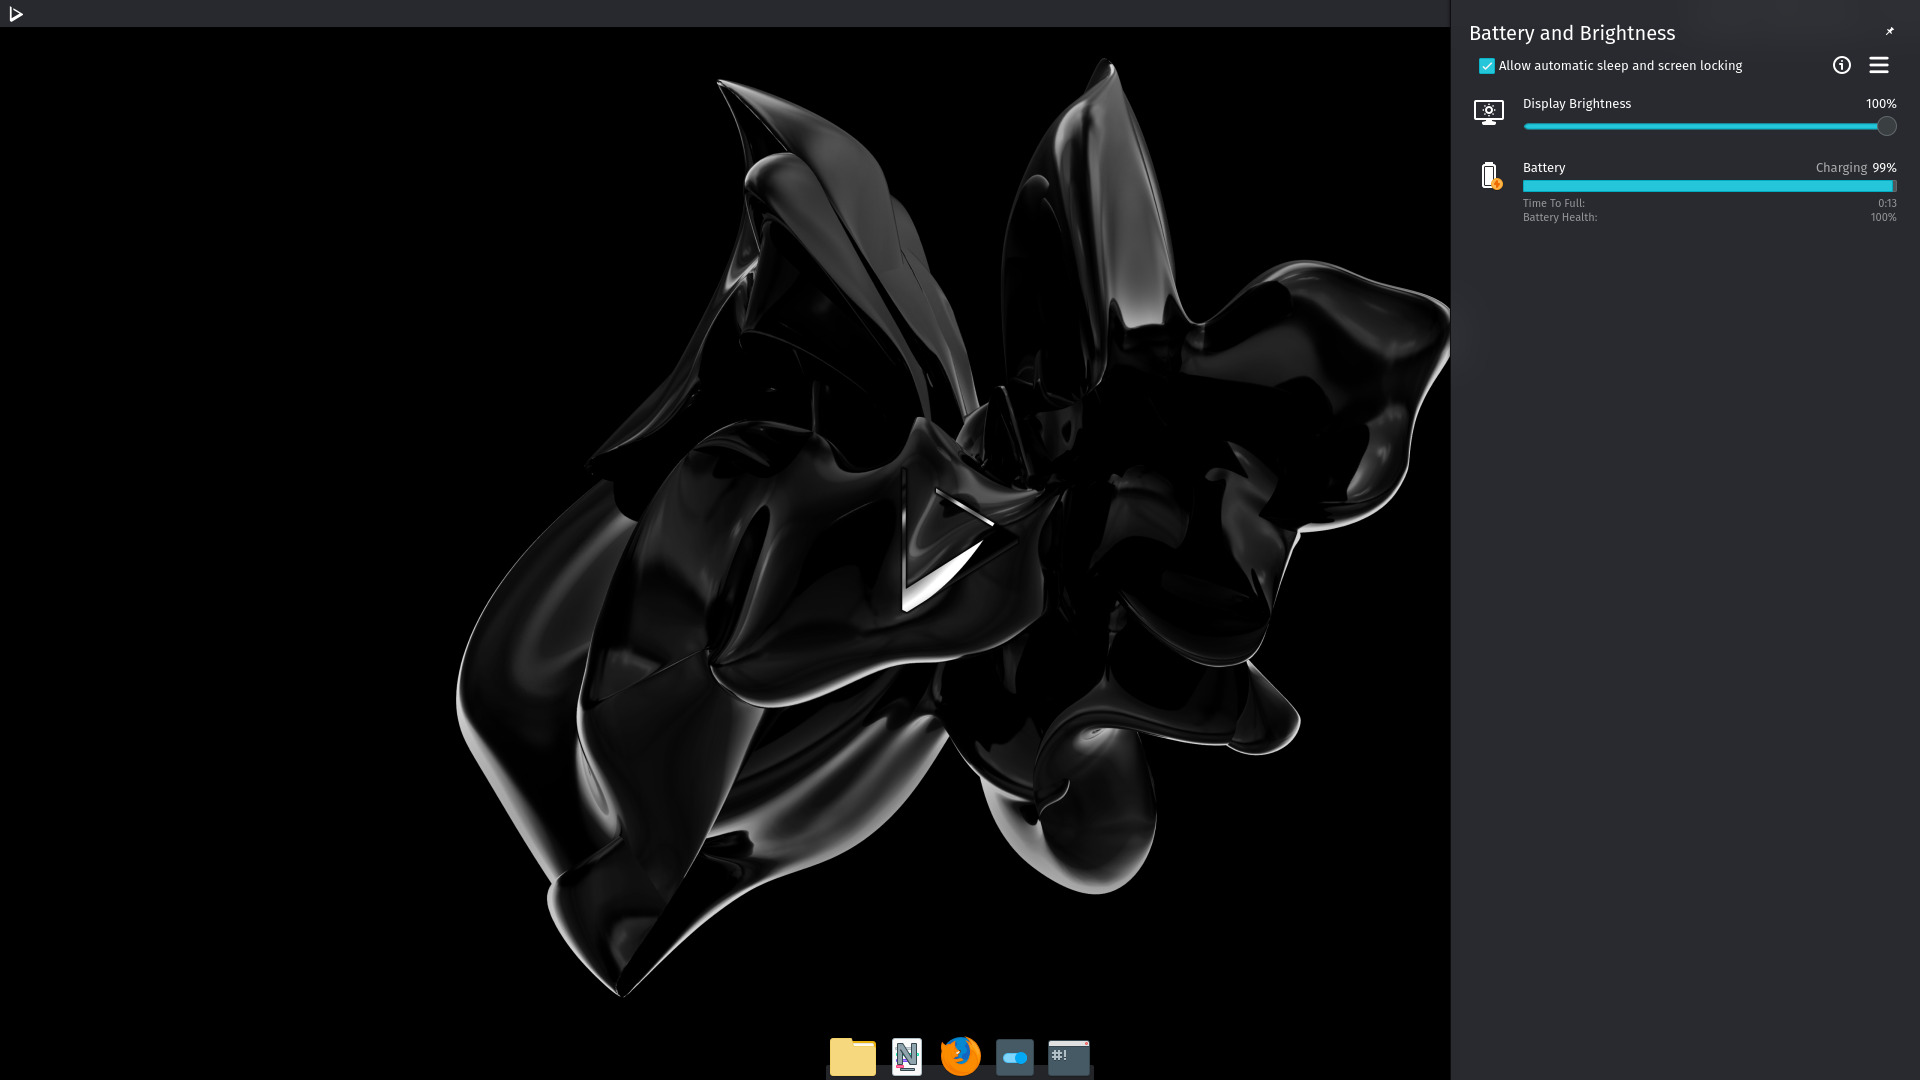 Battery and Brightness
Allow automatic sleep and screen locking
Display Brightness 100%
Battery Charging 99%
Time To Full: 0:13
Battery Health: 100%
N #!